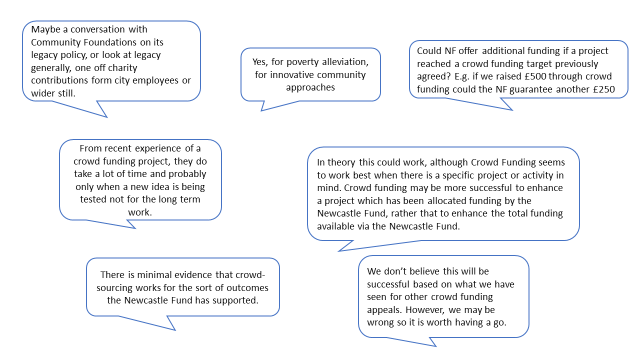 Maybe a conversation with
Community Foundations on its
legacy policy, or look at legacy
generally, one off charity
contributions form city employees or
wider still.
Yes, for poverty alleviation,
for innovative community
approaches
Could NF offer additional funding if a project
reached a crowd funding target previously
agreed? E.g. if we raised £500 through crowd
funding could the NF guarantee another £250
From recent experience of a
crowd funding project, they do
take a lot of time and probably
only when a new idea is being
tested not for the long term
work.
In theory this could work, although Crowd Funding seems
to work best when there is a specific project or activity in
mind. Crowd funding may be more successful to enhance
a project which has been allocated funding by the
Newcastle Fund, rather that to enhance the total funding
available via the Newcastle Fund.
There is minimal evidence that crowd-
sourcing works for the sort of outcomes
the Newcastle Fund has supported.
We don't believe this will be
successful based on what we have
seen for other crowd funding
appeals. However, we may be
wrong so it is worth having a go.